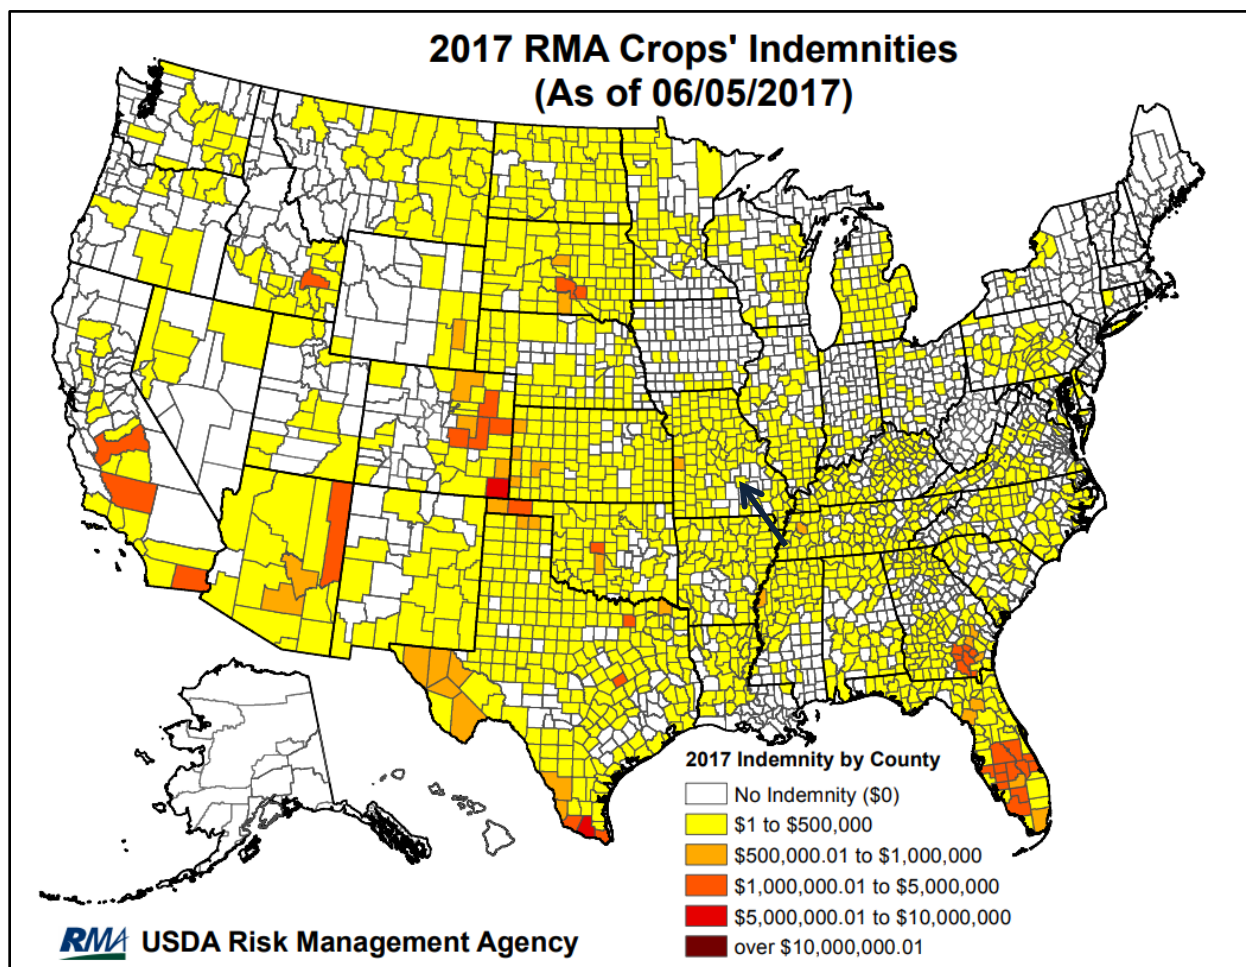 2017 RMA Crops' Indemnities
(As of 06/05/2017)
2017 Indemnity by County
No Indemnity ($0)
$1 to $500,000
$500,000.01 to $1,000,000
$1,000,000.01 to $5,000,000
$5,000,000.01 to $10,000,000
over $10,000,000.01
RMA USDA Risk Management Agency